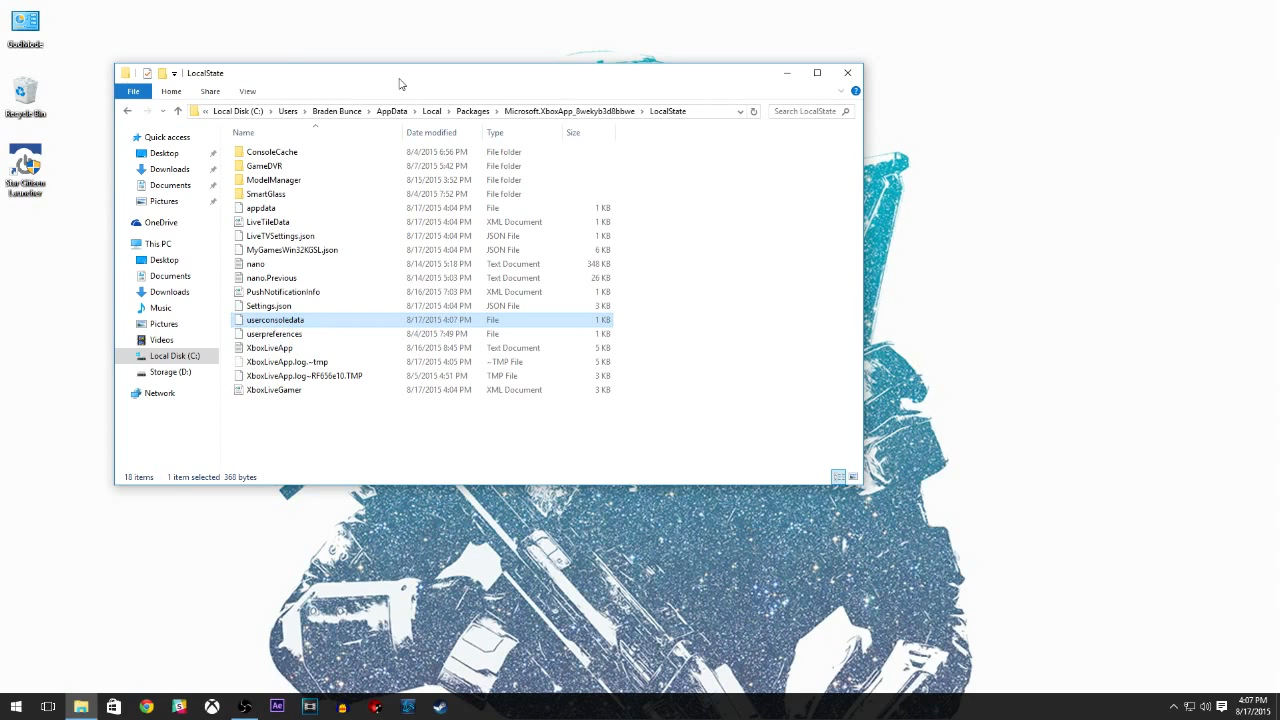 GodMode
Recycle Bin
Star Citizen
Launcher
LocalState
File Home Share View
« Local Disk (C:) > Users > Braden Bunce > AppData > Local > Packages > Microsoft.XboxApp_8wekyb3d8bbwe > LocalState
Search LocalState
Quick access
Desktop
Downloads
Documents
Pictures
OneDrive
This PC
Desktop
Documents
Downloads
Music
Pictures
Videos
Local Disk (C:)
Storage (D:)
Network
Name Date modified Type Size
ConsoleCache 8/4/2015 6:56 PM File folder
GameDVR 8/7/2015 5:42 PM File folder
ModelManager 8/15/2015 3:52 PM File folder
SmartGlass 8/4/2015 7:52 PM File folder
appdata 8/17/2015 4:04 PM File 1 KB
LiveTileData 8/17/2015 4:04 PM XML Document 1 KB
LiveTVSettings.json 8/17/2015 4:04 PM JSON File 1 KB
MyGamesWin32KGSL.json 8/17/2015 4:04 PM JSON File 6 KB
nano 8/14/2015 5:18 PM Text Document 348 KB
nano.Previous 8/14/2015 5:03 PM Text Document 26 KB
PushNotificationInfo 8/16/2015 7:03 PM XML Document 1 KB
Settings.json 8/17/2015 4:04 PM JSON File 3 KB
userconsoledata 8/17/2015 4:07 PM File 1 KB
userpreferences 8/4/2015 7:49 PM File 1 KB
XboxLiveApp 8/16/2015 8:45 PM Text Document 5 KB
XboxLiveApp.log.~tmp 8/17/2015 4:05 PM ~TMP File 5 KB
XboxLiveApp.log~RF656e10.TMP 8/5/2015 4:51 PM TMP File 3 KB
XboxLiveGamer 8/17/2015 4:04 PM XML Document 3 KB
18 items 1 item selected 368 bytes
Ae
4:07 PM
8/17/2015